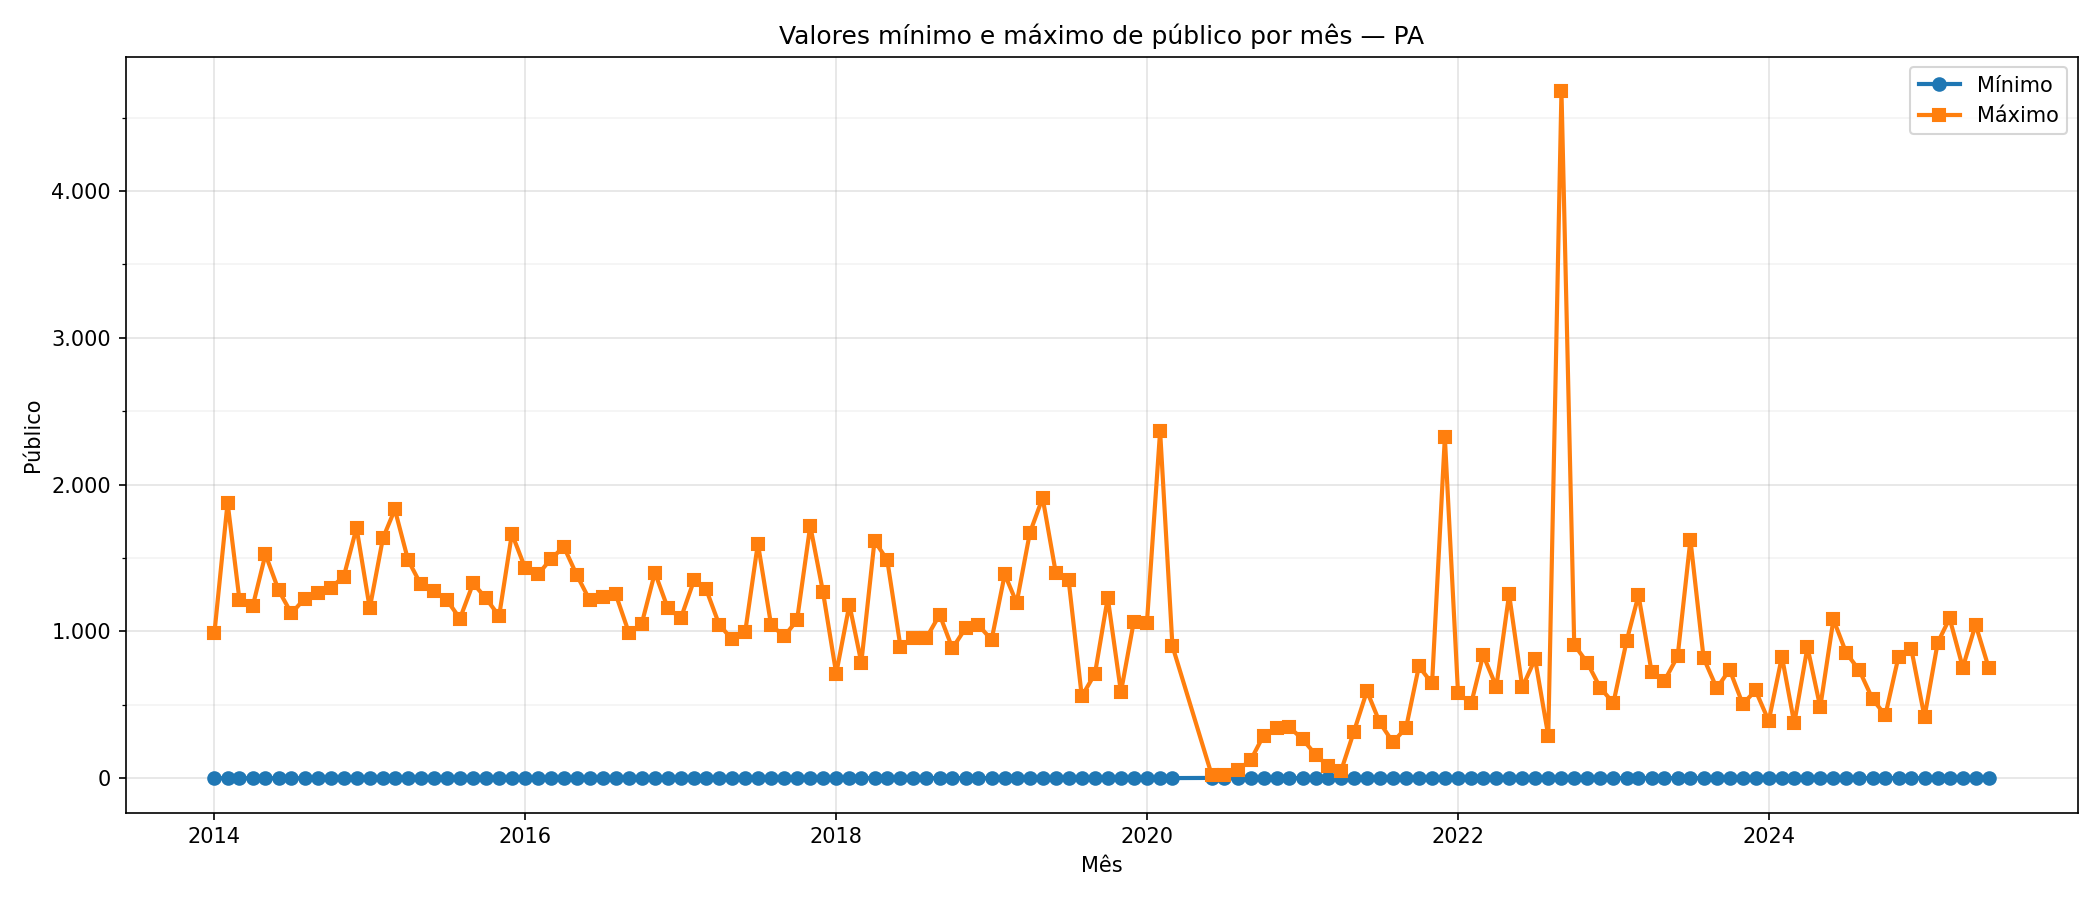 Valores mínimo e máximo de público por mês — PA
Mínimo
Máximo
Público
4.000
3.000
2.000
1.000
0
2014
2016
2018
2020
2022
2024
Mês